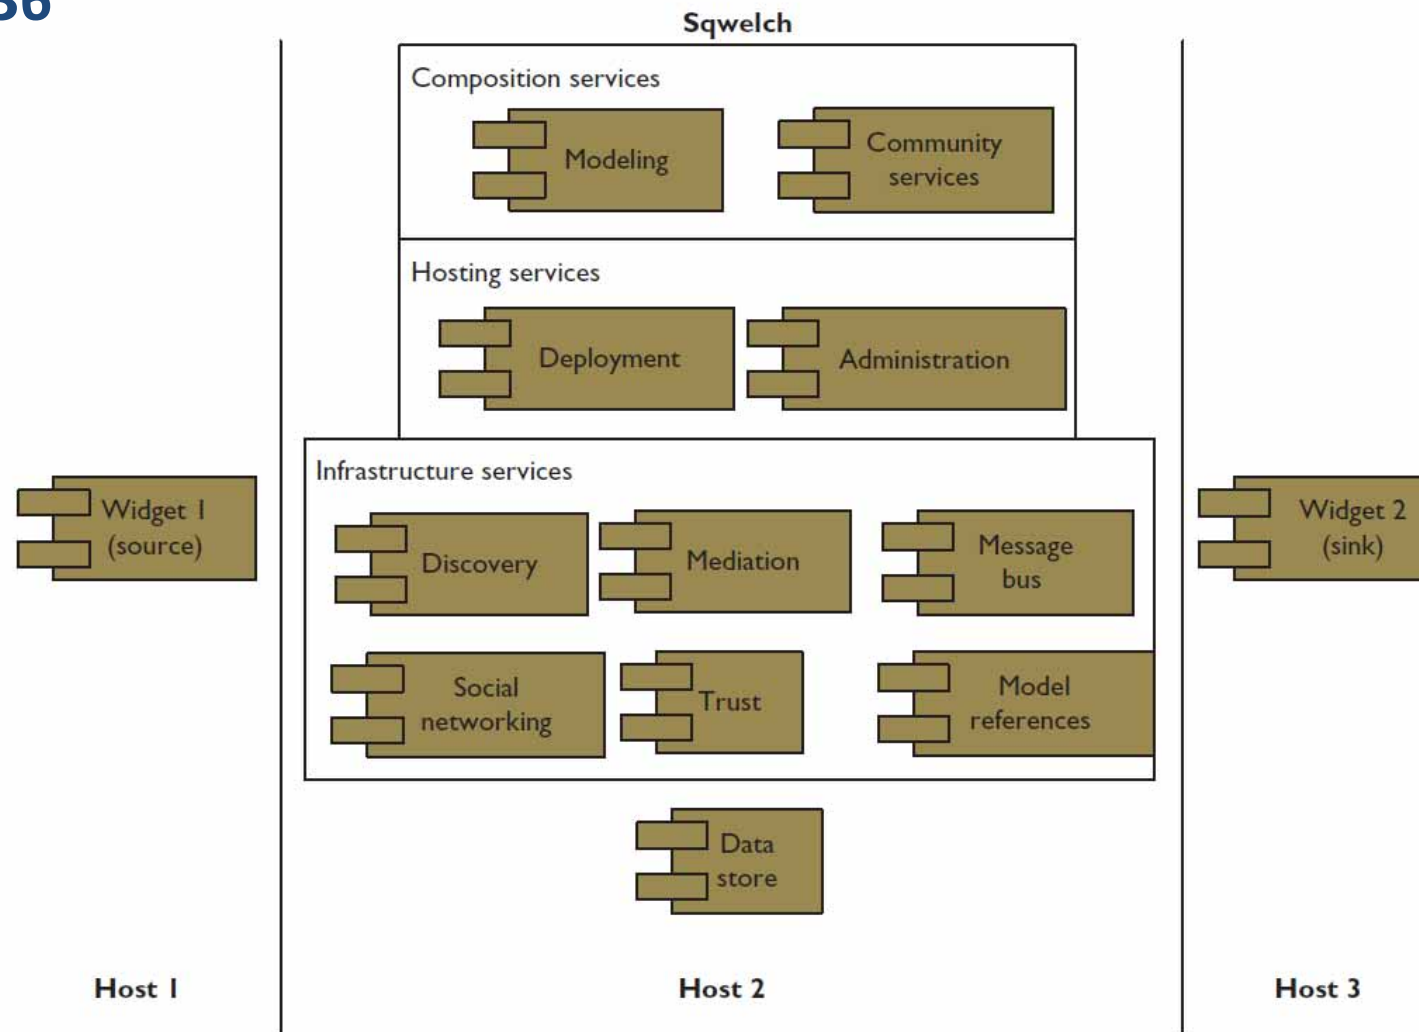 36
Sqwelch
Composition services
Modeling
Community
services
Hosting services
Deployment
Administration
Infrastructure services
Widget 1
(source)
Discovery
Mediation
Message
bus
Widget 2
(sink)
Social
networking
Trust
Model
references
Data
store
Host 1
Host 2
Host 3